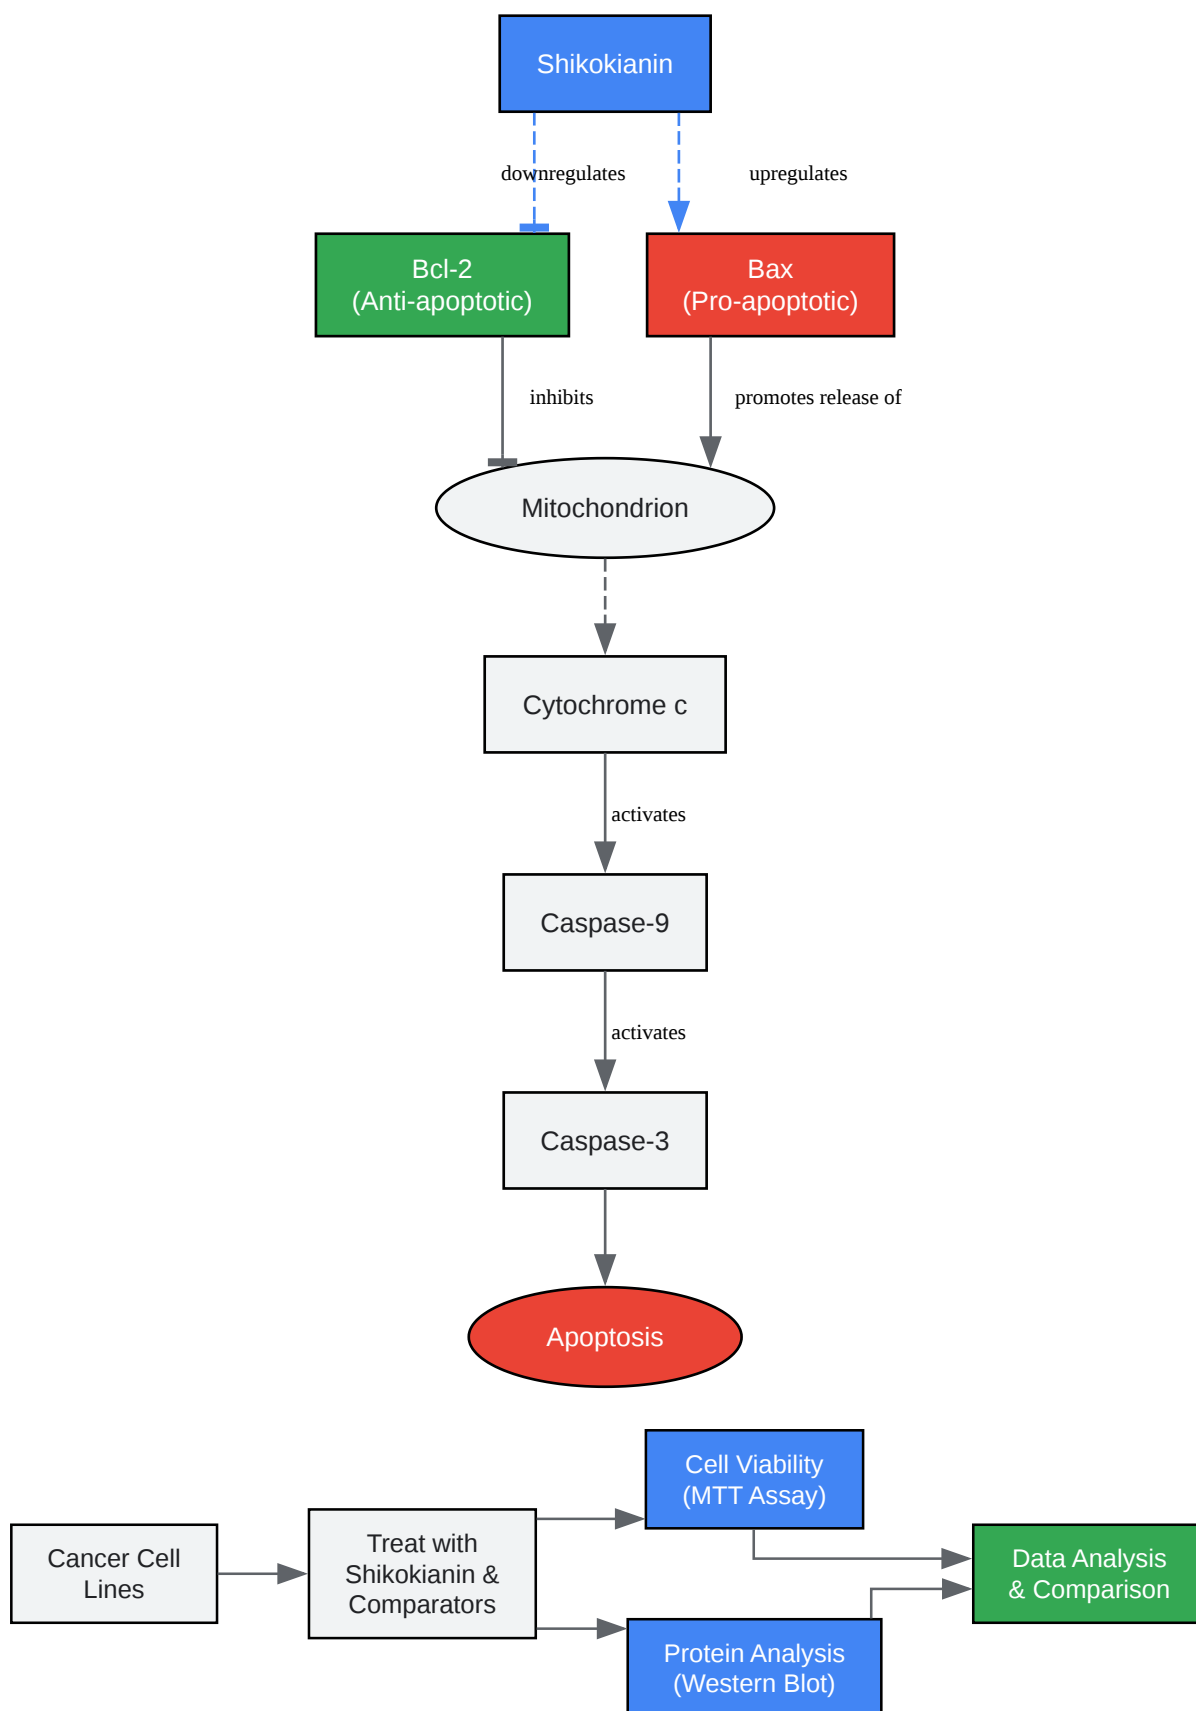 Shikokianin
downregulates
upregulates
Bcl-2
(Anti-apoptotic)
Bax
(Pro-apoptotic)
inhibits
promotes release of
Mitochondrion
Cytochrome c
activates
Caspase-9
activates
Caspase-3
Apoptosis
Cancer Cell
Lines
Treat with
Shikokianin &
Comparators
Cell Viability
(MTT Assay)
Protein Analysis
(Western Blot)
Data Analysis
& Comparison